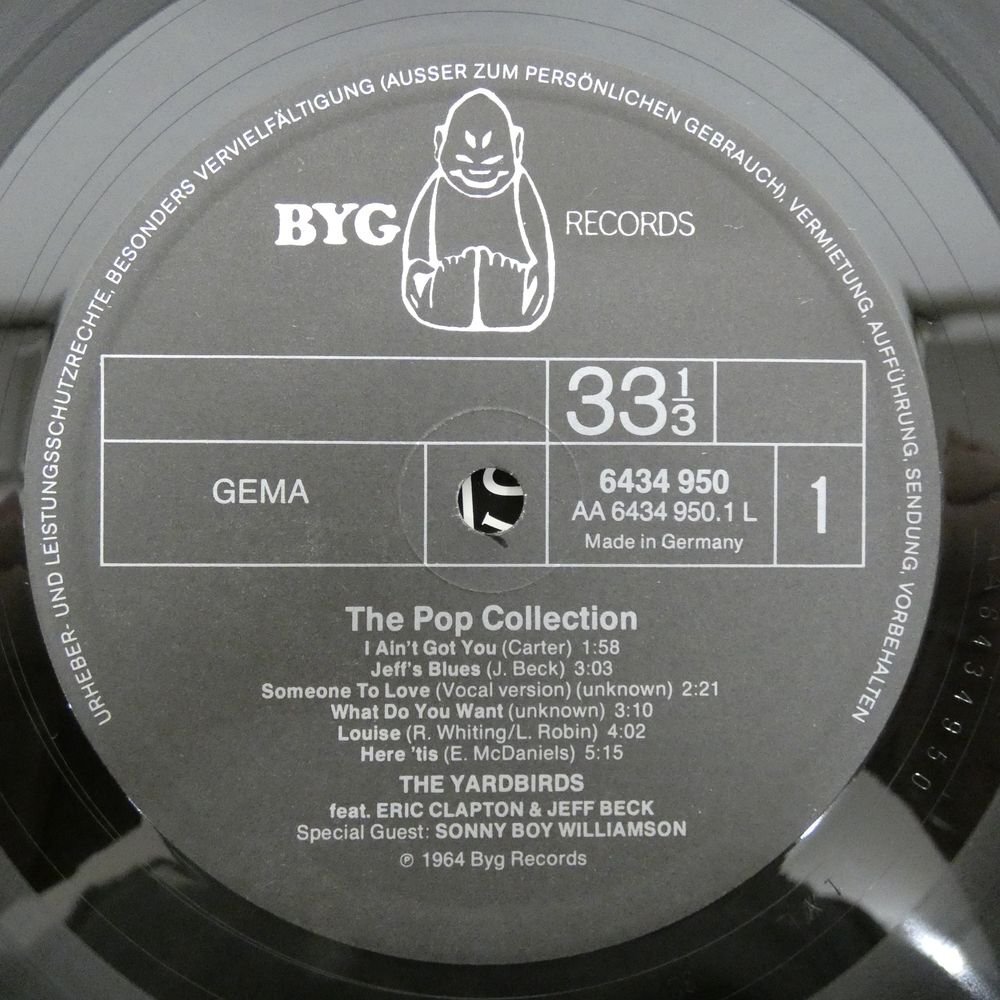 URHEBER- UND LEISTUNGSSCHUTZRECHTE, BESONDERS VERVIELFÄLTIGUNG (AUSSER ZUM PERSÖNLICHEN GEBRAUCH), VERMIETUNG, AUFFÜHRUNG, SENDUNG, VORBEHALTEN
BYG RECORDS
33 1/3
GEMA
6434 950
AA 6434 950.1 L
Made in Germany
1
The Pop Collection
I Ain't Got You (Carter) 1:58
Jeff's Blues (J. Beck) 3:03
Someone To Love (Vocal version) (unknown) 2:21
What Do You Want (unknown) 3:10
Louise (R. Whiting/L. Robin) 4:02
Here 'tis (E. McDaniels) 5:15
THE YARDBIRDS
feat. ERIC CLAPTON & JEFF BECK
Special Guest: SONNY BOY WILLIAMSON
℗ 1964 Byg Records